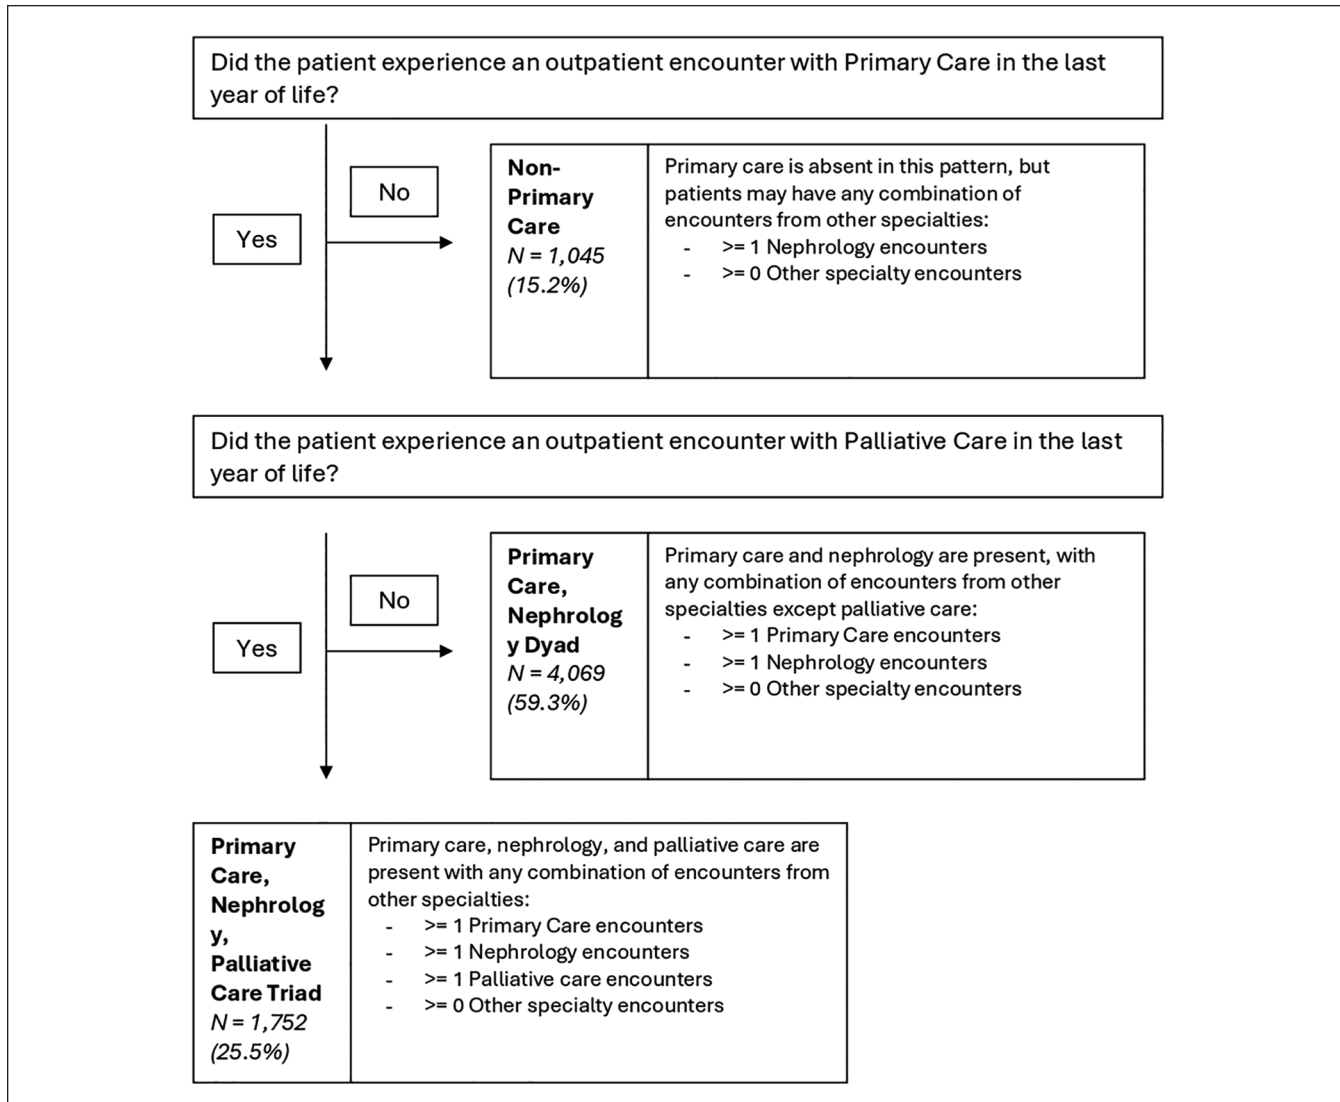 Did the patient experience an outpatient encounter with Primary Care in the last
year of life?
No
Yes
Non-
Primary
Care
N = 1,045
(15.2%)
Primary care is absent in this pattern, but
patients may have any combination of
encounters from other specialties:
- >= 1 Nephrology encounters
- >= 0 Other specialty encounters
Did the patient experience an outpatient encounter with Palliative Care in the last
year of life?
No
Yes
Primary
Care,
Nephrolog
y Dyad
N = 4,069
(59.3%)
Primary care and nephrology are present, with
any combination of encounters from other
specialties except palliative care:
- >= 1 Primary Care encounters
- >= 1 Nephrology encounters
- >= 0 Other specialty encounters
Primary
Care,
Nephrolog
y,
Palliative
Care Triad
N = 1,752
(25.5%)
Primary care, nephrology, and palliative care are
present with any combination of encounters from
other specialties:
- >= 1 Primary Care encounters
- >= 1 Nephrology encounters
- >= 1 Palliative care encounters
- >= 0 Other specialty encounters